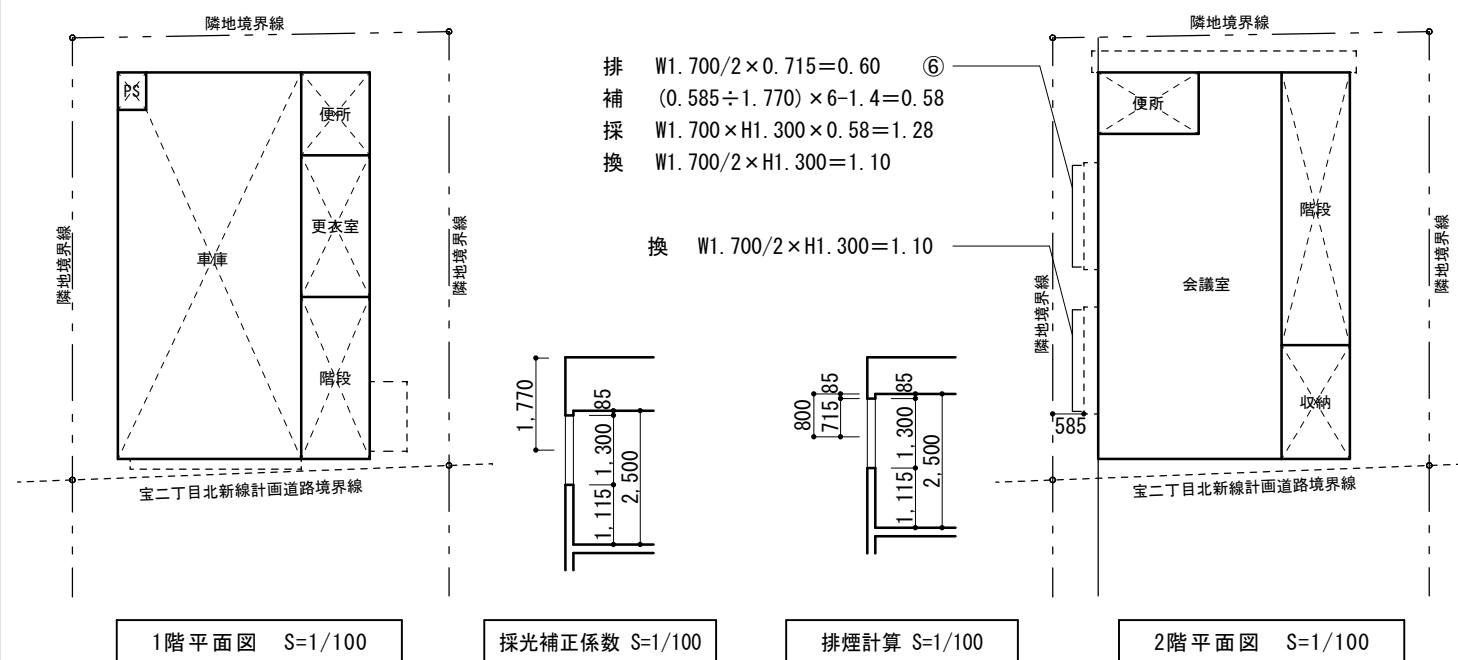 隣地境界線
隣地境界線
隣地境界線
PS
便所
更衣室
車庫
階段
宝二丁目北新線計画道路境界線
1階平面図 S=1/100
排 W1.700/2×0.715=0.60 ⑥
補 (0.585÷1.770)×6-1.4=0.58
採 W1.700×H1.300×0.58=1.28
換 W1.700/2×H1.300=1.10
換 W1.700/2×H1.300=1.10
1,770
85
1,300
1,115
2,500
採光補正係数 S=1/100
800
715
85
1,300
1,115
2,500
排煙計算 S=1/100
隣地境界線
隣地境界線
隣地境界線
便所
階段
会議室
収納
585
宝二丁目北新線計画道路境界線
2階平面図 S=1/100